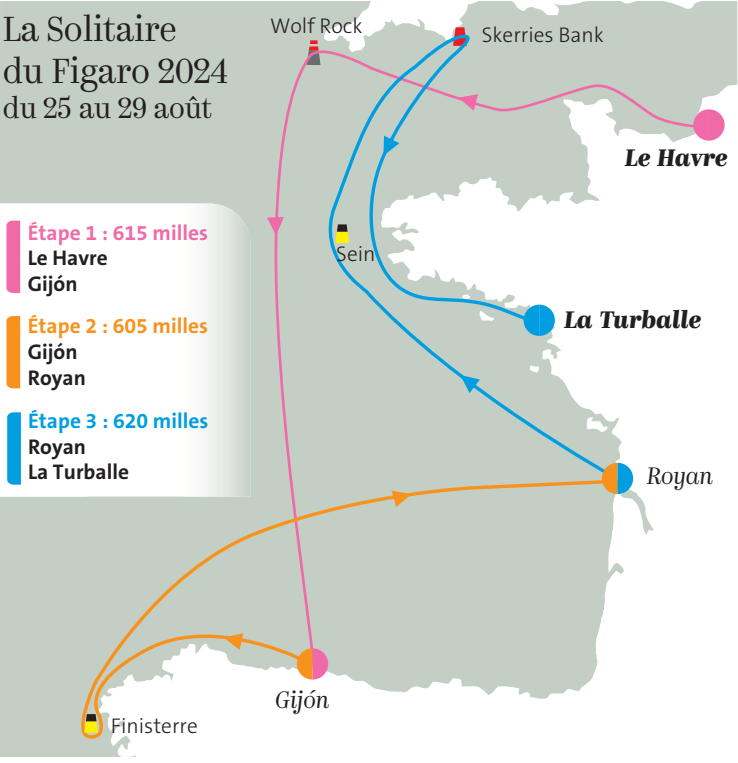 La Solitaire
du Figaro 2024
du 25 au 29 août
Wolf Rock
Skerries Bank
Le Havre
Étape 1 : 615 milles
Le Havre
Gijón
Étape 2 : 605 milles
Gijón
Royan
Étape 3 : 620 milles
Royan
La Turballe
Sein
La Turballe
Royan
Gijón
Finisterre